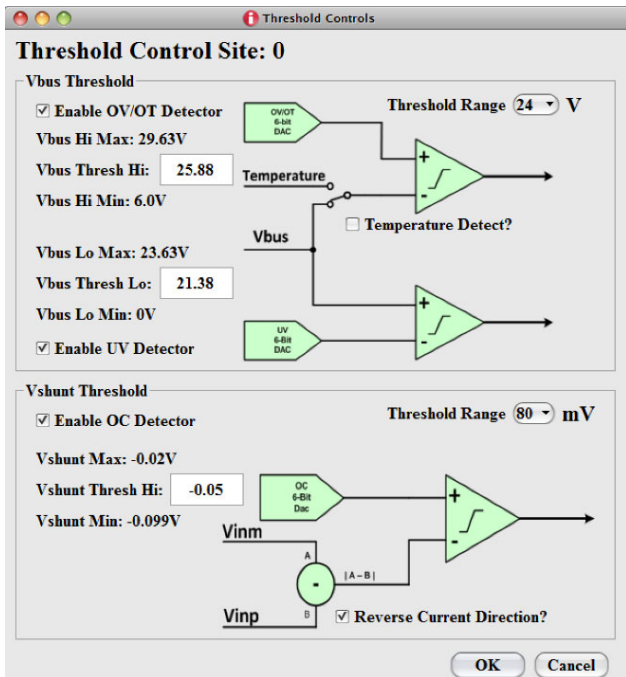 Threshold Controls
Threshold Control Site: 0
Vbus Threshold
Enable OV/OT Detector
OV/OT
6-bit
DAC
Threshold Range 24 V
Vbus Hi Max: 29.63V
Vbus Thresh Hi: 25.88
Temperature
+
-
Vbus Hi Min: 6.0V
Temperature Detect?
Vbus
Vbus Lo Max: 23.63V
Vbus Thresh Lo: 21.38
+
-
Vbus Lo Min: 0V
UV
6-Bit
DAC
Enable UV Detector
Vshunt Threshold
Enable OC Detector
Threshold Range 80 mV
Vshunt Max: -0.02V
Vshunt Thresh Hi: -0.05
OC
6-Bit
Dac
+
-
Vshunt Min: -0.099V
Vinm
A
-
|A-B|
B
Vinp
Reverse Current Direction?
OK Cancel